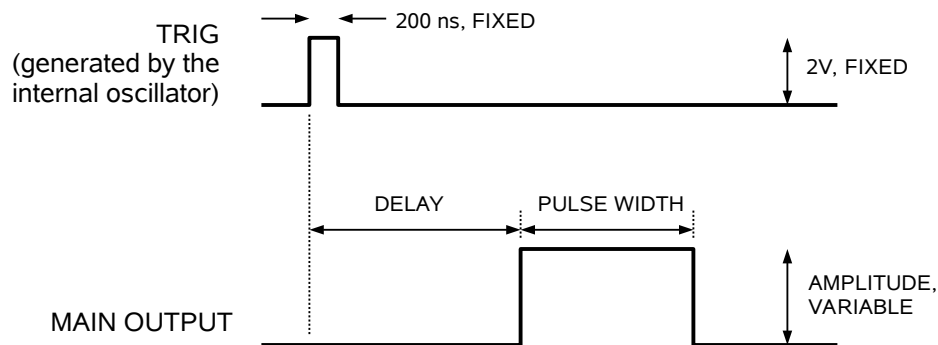 TRIG
(generated by the
internal oscillator)
200 ns, FIXED
2V, FIXED
DELAY
PULSE WIDTH
MAIN OUTPUT
AMPLITUDE,
VARIABLE